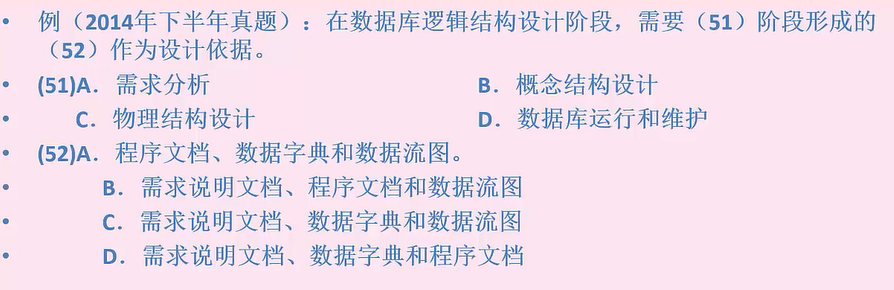 • 例（2014年下半年真题）：在数据库逻辑结构设计阶段，需要（51）阶段形成的
（52）作为设计依据。
• (51)A．需求分析 B．概念结构设计
• C．物理结构设计 D．数据库运行和维护
• (52)A．程序文档、数据字典和数据流图。
• B．需求说明文档、程序文档和数据流图
• C．需求说明文档、数据字典和数据流图
• D．需求说明文档、数据字典和程序文档